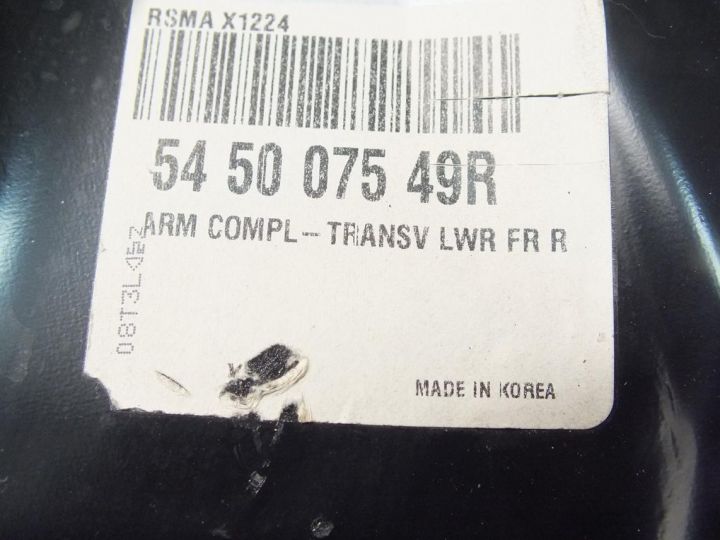 RSMA X1224
54 50 075 49R
ARM COMPL-TRANSV LWR FR R
MADE IN KOREA